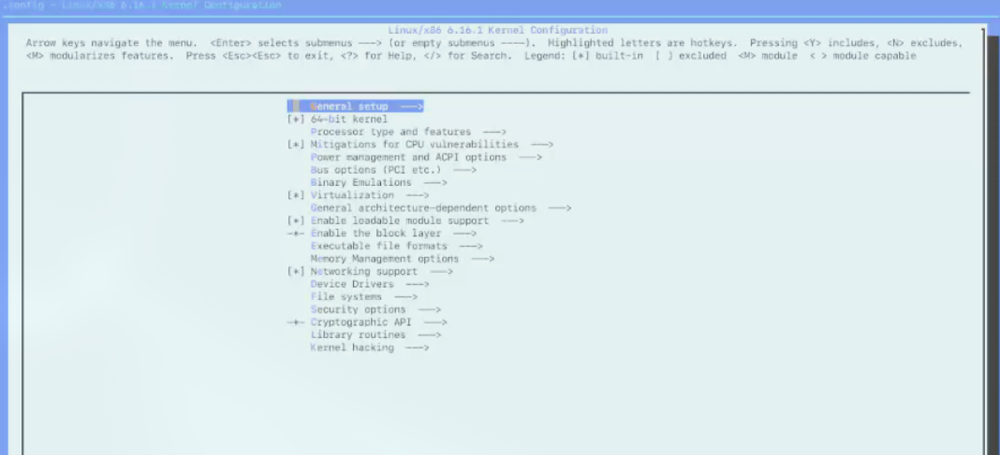 .config - Linux/x86 6.16.1 Kernel Configuration
Linux/x86 6.16.1 Kernel Configuration
Arrow keys navigate the menu. <Enter> selects submenus ---> (or empty submenus ----). Highlighted letters are hotkeys. Pressing <Y> includes, <N> excludes,
<M> modularizes features. Press <Esc><Esc> to exit, <?> for Help, </> for Search. Legend: [*] built-in [ ] excluded <M> module < > module capable
General setup --->
[*] 64-bit kernel
Processor type and features --->
[*] Mitigations for CPU vulnerabilities --->
Power management and ACPI options --->
Bus options (PCI etc.) --->
Binary Emulations --->
[*] Virtualization --->
General architecture-dependent options --->
[*] Enable loadable module support --->
-*- Enable the block layer --->
Executable file formats --->
Memory Management options --->
[*] Networking support --->
Device Drivers --->
File systems --->
Security options --->
-*- Cryptographic API --->
Library routines --->
Kernel hacking --->